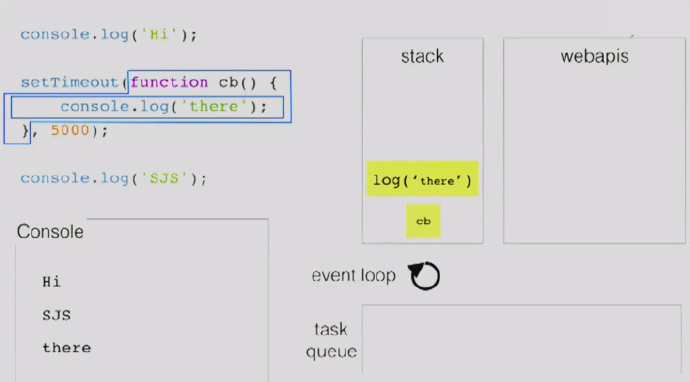 console.log('Hi');
setTimeout(function cb() {
console.log('there');
}, 5000);
console.log('SJS');
Console
Hi
SJS
there
stack
log('there')
cb
webapis
event loop
task
queue